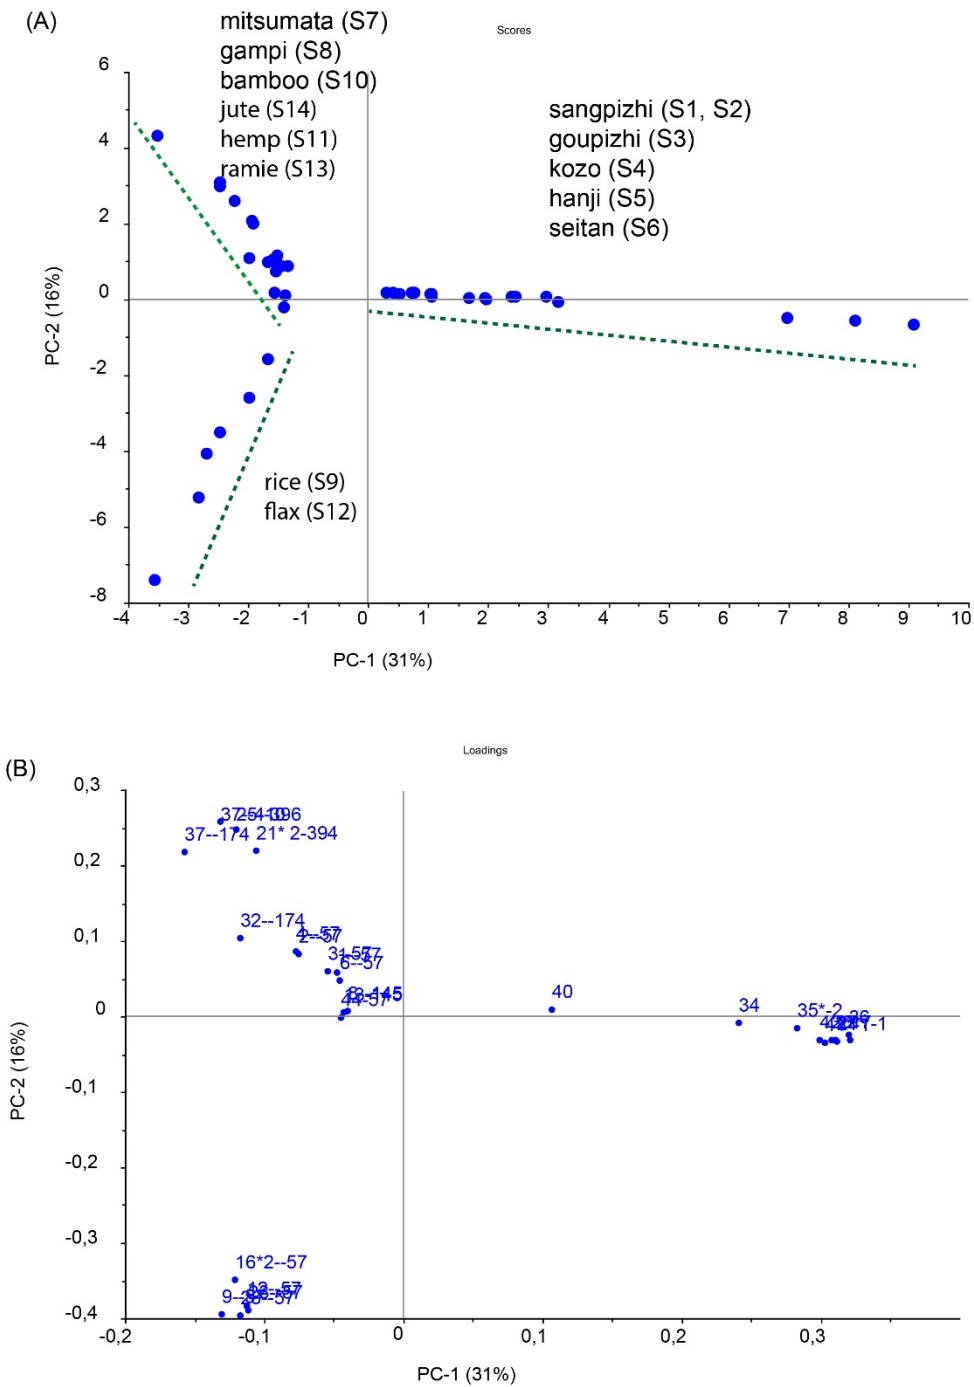 (A)
mitsumata (S7)
gampi (S8)
bamboo (S10)
jute (S14)
hemp (S11)
ramie (S13)
Scores
sangpizhi (S1, S2)
goupizhi (S3)
kozo (S4)
hanji (S5)
seitan (S6)
6
4
2
0
-2
-4
-6
-8
PC-2 (16%)
rice (S9)
flax (S12)
-4 -3 -2 -1 0 1 2 3 4 5 6 7 8 9 10
PC-1 (31%)
(B)
Loadings
0,3
0,2
0,1
0
-0,1
-0,2
-0,3
-0,4
PC-2 (16%)
37--174
21* 2-394
32--174
6--57
44-57
40
34
35*-2
16*2--57
-0,2 -0,1 0 0,1 0,2 0,3
PC-1 (31%)